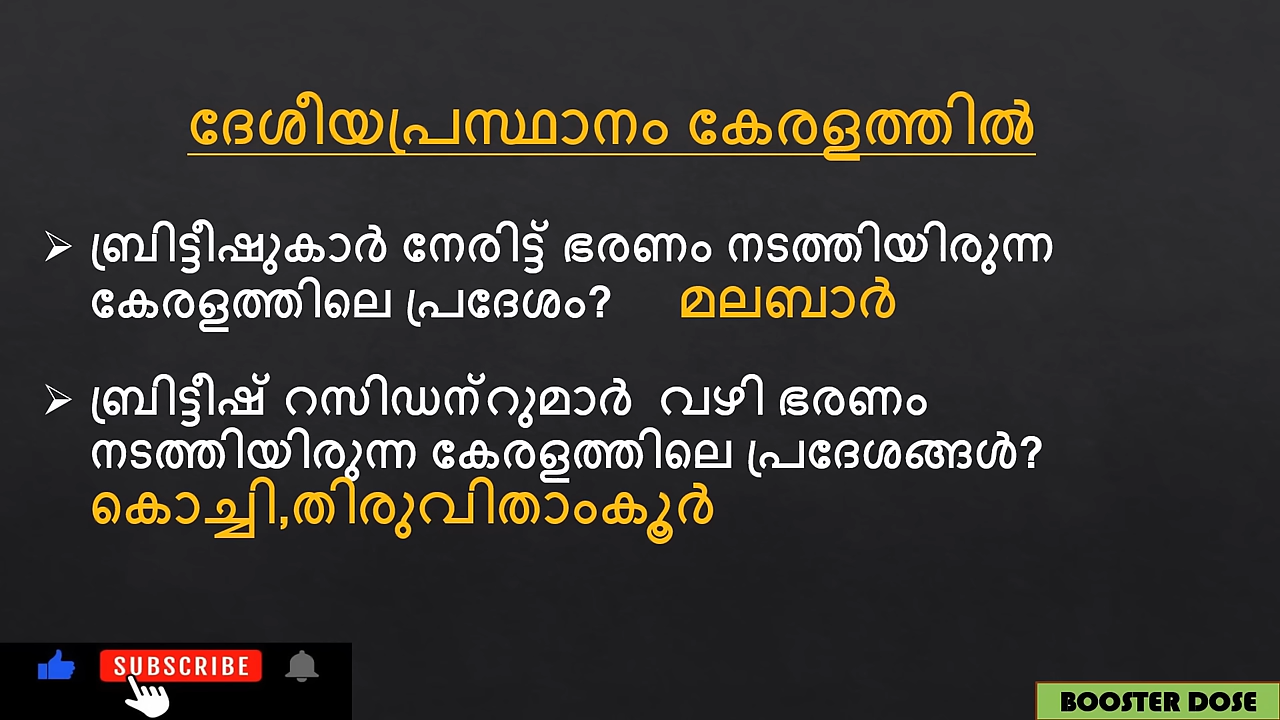 ദേശീയപ്രസ്ഥാനം കേരളത്തിൽ
ബ്രിട്ടീഷുകാർ നേരിട്ട് ഭരണം നടത്തിയിരുന്ന
കേരളത്തിലെ പ്രദേശം? മലബാർ
ബ്രിട്ടീഷ് റസിഡന്റുമാർ വഴി ഭരണം
നടത്തിയിരുന്ന കേരളത്തിലെ പ്രദേശങ്ങൾ?
കൊച്ചി,തിരുവിതാംകൂർ
SUBSCRIBE
BOOSTER DOSE